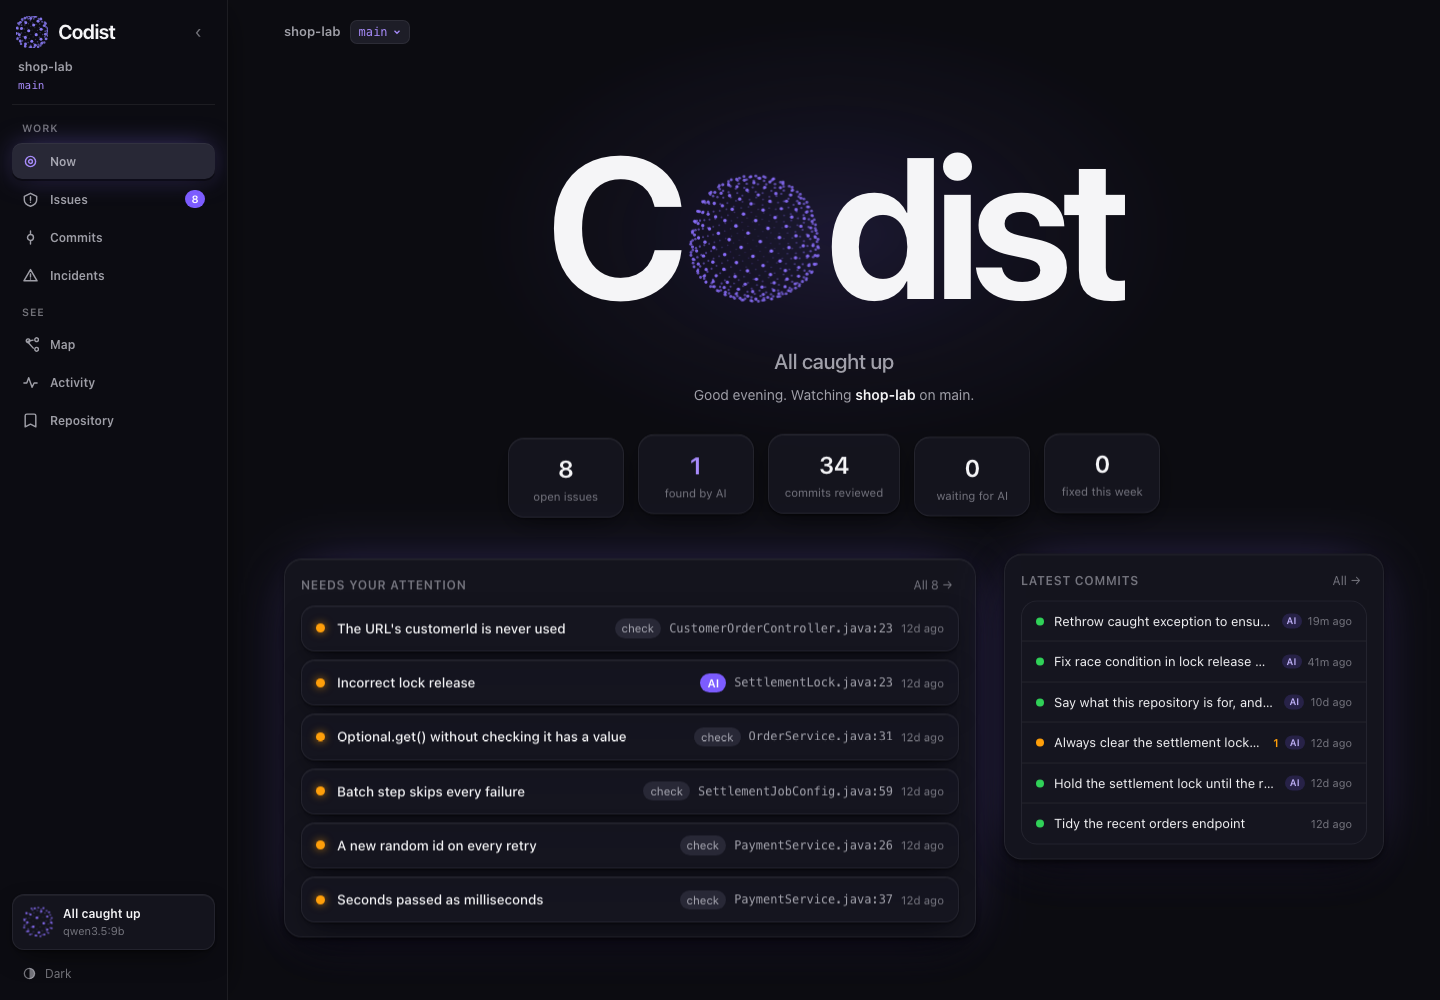 Codist
shop-lab
main
WORK
Now
Issues 8
Commits
Incidents
SEE
Map
Activity
Repository
All caught up
qwen3.5:9b
Dark
shop-lab main
Codist
All caught up
Good evening. Watching shop-lab on main.
8
open issues
1
found by AI
34
commits reviewed
0
waiting for AI
0
fixed this week
NEEDS YOUR ATTENTION All 8 →
The URL's customerId is never used check CustomerOrderController.java:23 12d ago
Incorrect lock release AI SettlementLock.java:23 12d ago
Optional.get() without checking it has a value check OrderService.java:31 12d ago
Batch step skips every failure check SettlementJobConfig.java:59 12d ago
A new random id on every retry check PaymentService.java:26 12d ago
Seconds passed as milliseconds check PaymentService.java:37 12d ago
LATEST COMMITS All →
Rethrow caught exception to ensu... AI 19m ago
Fix race condition in lock release ... AI 41m ago
Say what this repository is for, and... AI 10d ago
Always clear the settlement lock... 1 AI 12d ago
Hold the settlement lock until the r... AI 12d ago
Tidy the recent orders endpoint 12d ago